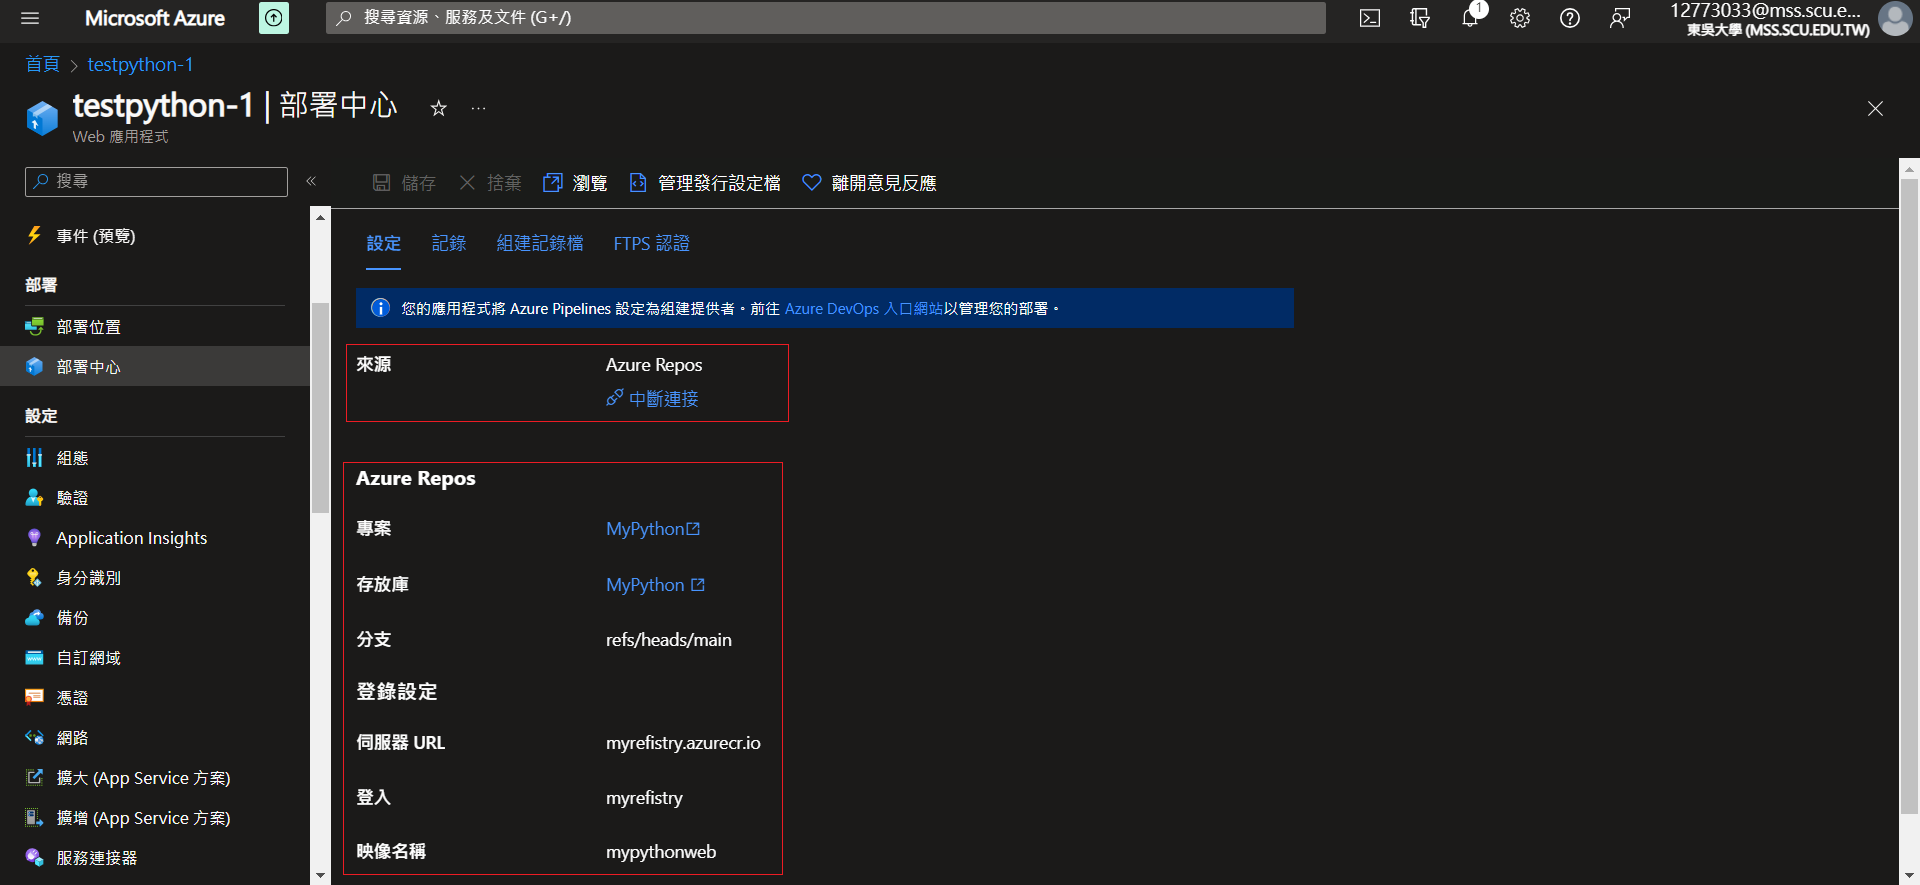 Microsoft Azure
搜尋資源、服務及文件 (G+/)
1
12773033@mss.scu.e...
東吳大學 (MSS.SCU.EDU.TW)
首頁 > testpython-1
testpython-1 | 部署中心
Web 應用程式
搜尋
儲存
捨棄
瀏覽
管理發行設定檔
離開意見反應
事件 (預覽)
部署
部署位置
部署中心
設定
組態
驗證
Application Insights
身分識別
備份
自訂網域
憑證
網路
擴大 (App Service 方案)
擴增 (App Service 方案)
服務連接器
設定
記錄
組建記錄檔
FTPS 認證
您的應用程式將 Azure Pipelines 設定為組建提供者。前往 Azure DevOps 入口網站以管理您的部署。
來源 Azure Repos
中斷連接
Azure Repos
專案 MyPython
存放庫 MyPython
分支 refs/heads/main
登錄設定
伺服器 URL myrefistry.azurecr.io
登入 myrefistry
映像名稱 mypythonweb